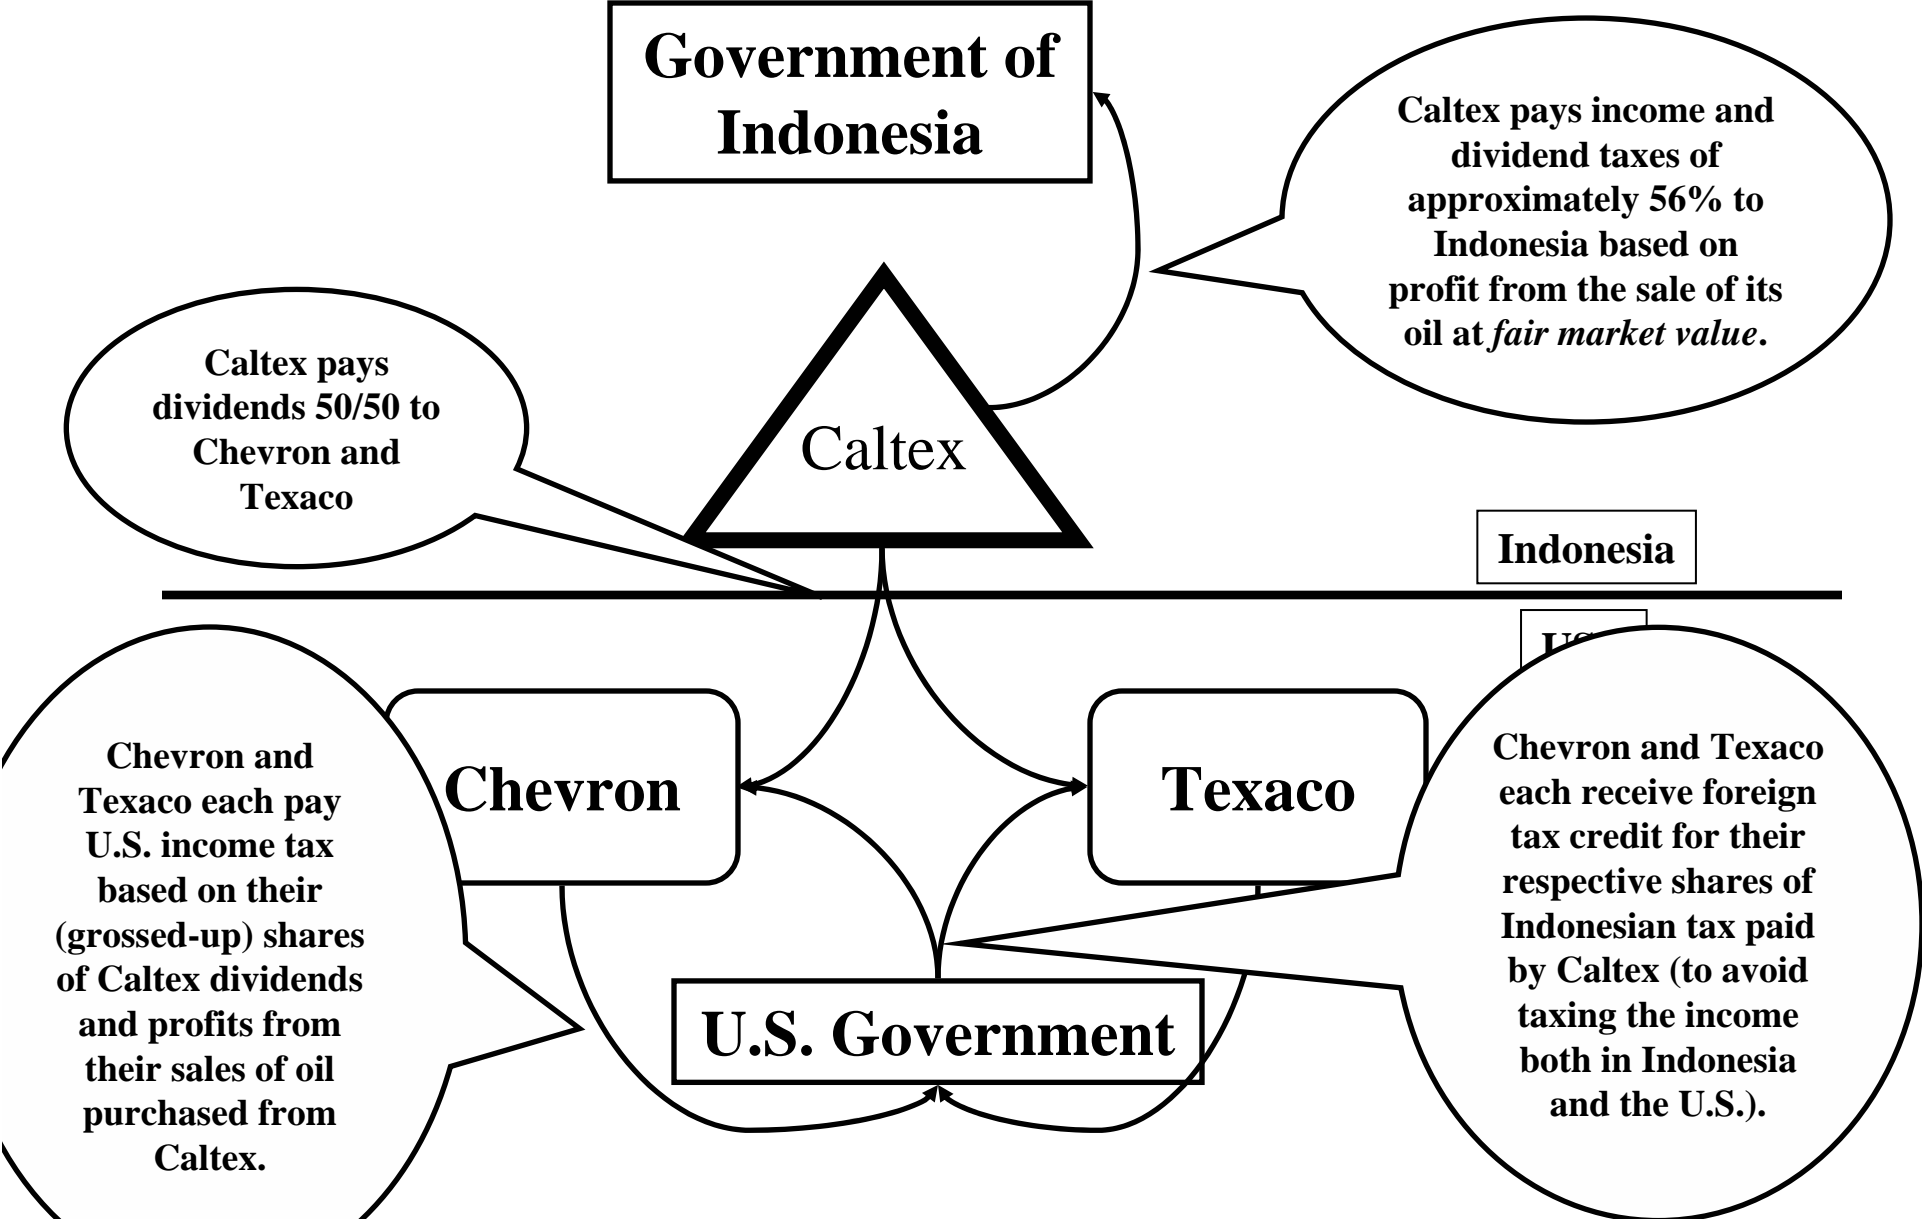 Government of
Indonesia
Caltex pays income and
dividend taxes of
approximately 56% to
Indonesia based on
profit from the sale of its
oil at fair market value.
Caltex pays
dividends 50/50 to
Chevron and
Texaco
Caltex
Indonesia
Chevron and
Texaco each pay
U.S. income tax
based on their
(grossed-up) shares
of Caltex dividends
and profits from
their sales of oil
purchased from
Caltex.
Chevron
Texaco
Chevron and Texaco
each receive foreign
tax credit for their
respective shares of
Indonesian tax paid
by Caltex (to avoid
taxing the income
both in Indonesia
and the U.S.).
U.S. Government